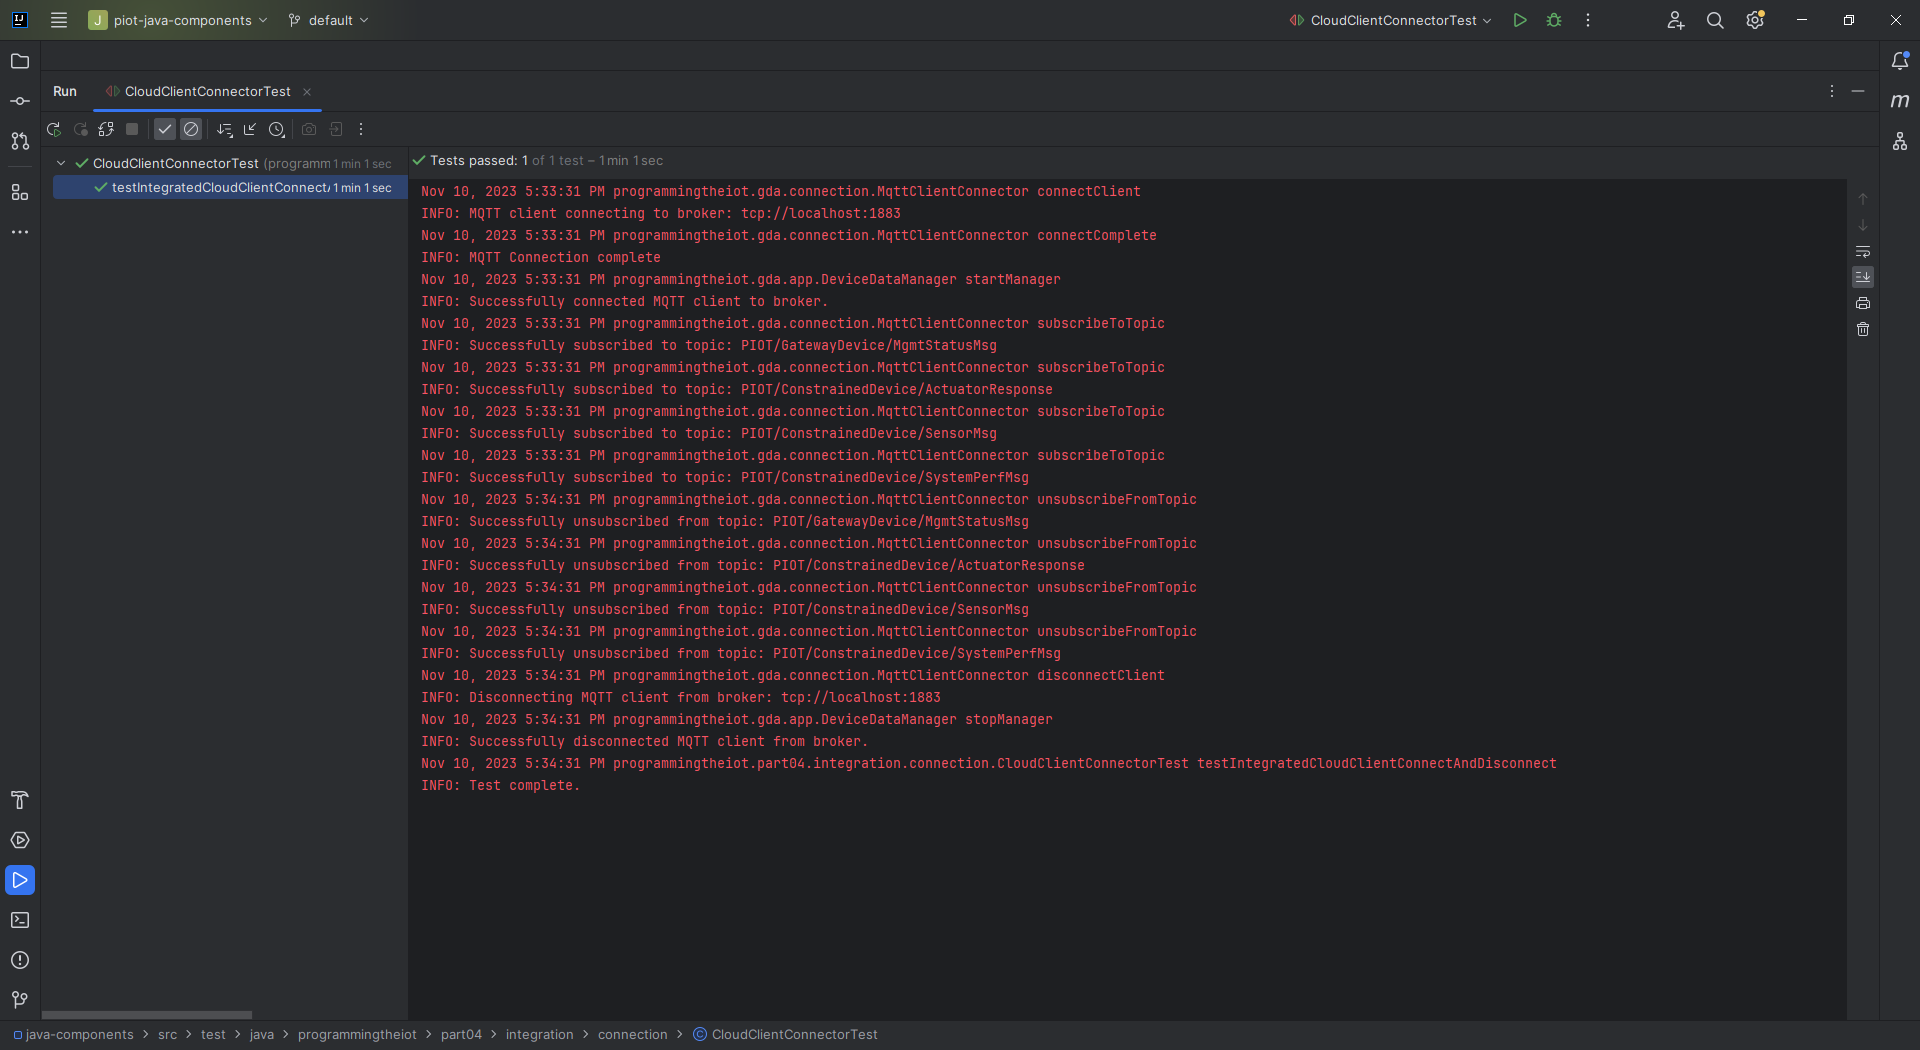 piot-java-components
default
CloudClientConnectorTest
Run
CloudClientConnectorTest
CloudClientConnectorTest (programm 1 min 1 sec
testIntegratedCloudClientConnect 1 min 1 sec
Tests passed: 1 of 1 test – 1 min 1 sec
Nov 10, 2023 5:33:31 PM programmingtheiot.gda.connection.MqttClientConnector connectClient
INFO: MQTT client connecting to broker: tcp://localhost:1883
Nov 10, 2023 5:33:31 PM programmingtheiot.gda.connection.MqttClientConnector connectComplete
INFO: MQTT Connection complete
Nov 10, 2023 5:33:31 PM programmingtheiot.gda.app.DeviceDataManager startManager
INFO: Successfully connected MQTT client to broker.
Nov 10, 2023 5:33:31 PM programmingtheiot.gda.connection.MqttClientConnector subscribeToTopic
INFO: Successfully subscribed to topic: PIOT/GatewayDevice/MgmtStatusMsg
Nov 10, 2023 5:33:31 PM programmingtheiot.gda.connection.MqttClientConnector subscribeToTopic
INFO: Successfully subscribed to topic: PIOT/ConstrainedDevice/ActuatorResponse
Nov 10, 2023 5:33:31 PM programmingtheiot.gda.connection.MqttClientConnector subscribeToTopic
INFO: Successfully subscribed to topic: PIOT/ConstrainedDevice/SensorMsg
Nov 10, 2023 5:33:31 PM programmingtheiot.gda.connection.MqttClientConnector subscribeToTopic
INFO: Successfully subscribed to topic: PIOT/ConstrainedDevice/SystemPerfMsg
Nov 10, 2023 5:34:31 PM programmingtheiot.gda.connection.MqttClientConnector unsubscribeFromTopic
INFO: Successfully unsubscribed from topic: PIOT/GatewayDevice/MgmtStatusMsg
Nov 10, 2023 5:34:31 PM programmingtheiot.gda.connection.MqttClientConnector unsubscribeFromTopic
INFO: Successfully unsubscribed from topic: PIOT/ConstrainedDevice/ActuatorResponse
Nov 10, 2023 5:34:31 PM programmingtheiot.gda.connection.MqttClientConnector unsubscribeFromTopic
INFO: Successfully unsubscribed from topic: PIOT/ConstrainedDevice/SensorMsg
Nov 10, 2023 5:34:31 PM programmingtheiot.gda.connection.MqttClientConnector unsubscribeFromTopic
INFO: Successfully unsubscribed from topic: PIOT/ConstrainedDevice/SystemPerfMsg
Nov 10, 2023 5:34:31 PM programmingtheiot.gda.connection.MqttClientConnector disconnectClient
INFO: Disconnecting MQTT client from broker: tcp://localhost:1883
Nov 10, 2023 5:34:31 PM programmingtheiot.gda.app.DeviceDataManager stopManager
INFO: Successfully disconnected MQTT client from broker.
Nov 10, 2023 5:34:31 PM programmingtheiot.part04.integration.connection.CloudClientConnectorTest testIntegratedCloudClientConnectAndDisconnect
INFO: Test complete.
java-components > src > test > java > programmingtheiot > part04 > integration > connection > CloudClientConnectorTest